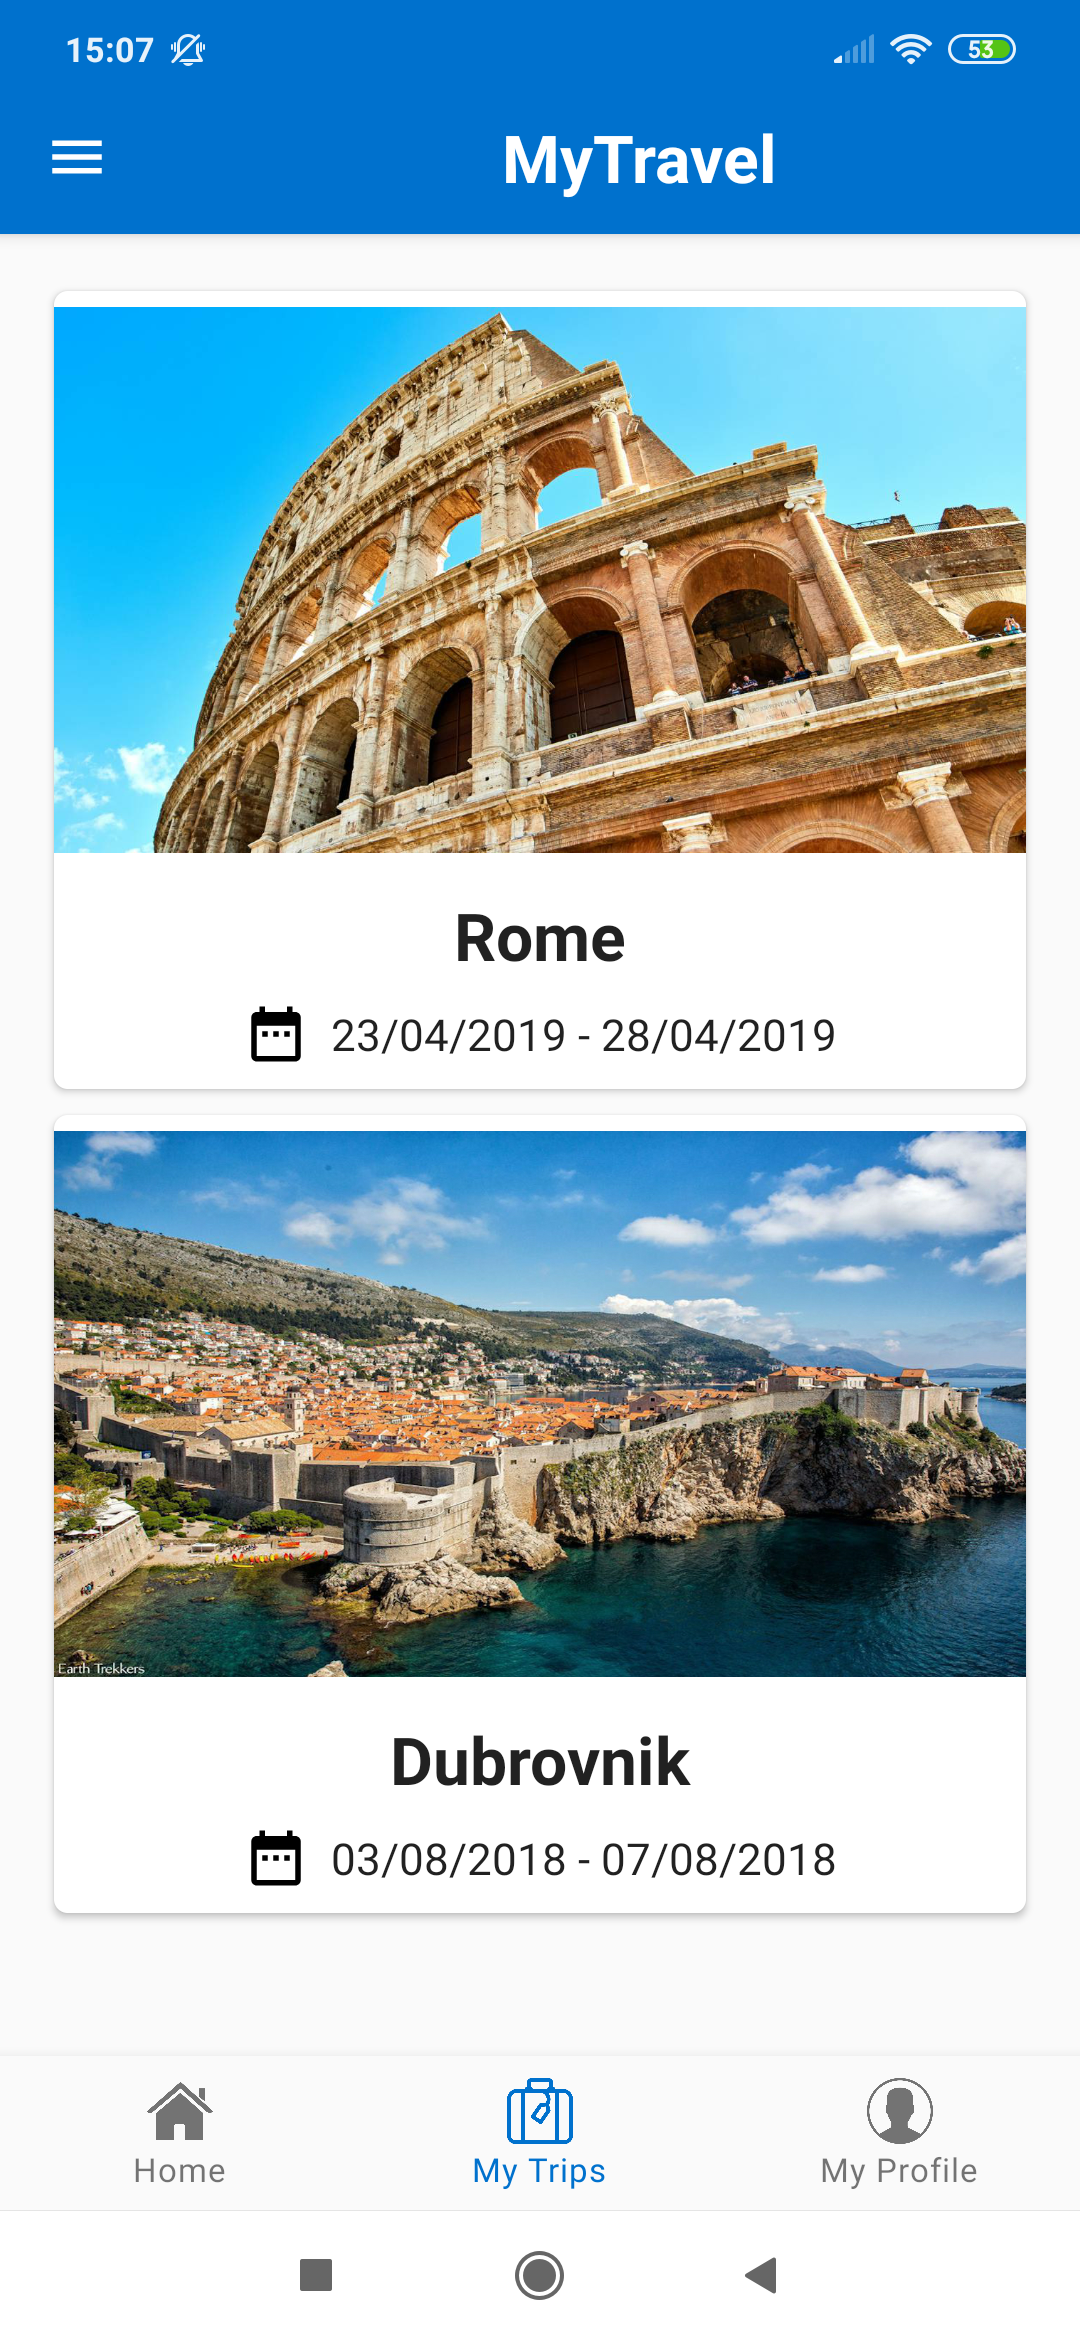 15:07
53
MyTravel
Rome
23/04/2019 - 28/04/2019
Earth Trekkers
Dubrovnik
03/08/2018 - 07/08/2018
Home
My Trips
My Profile